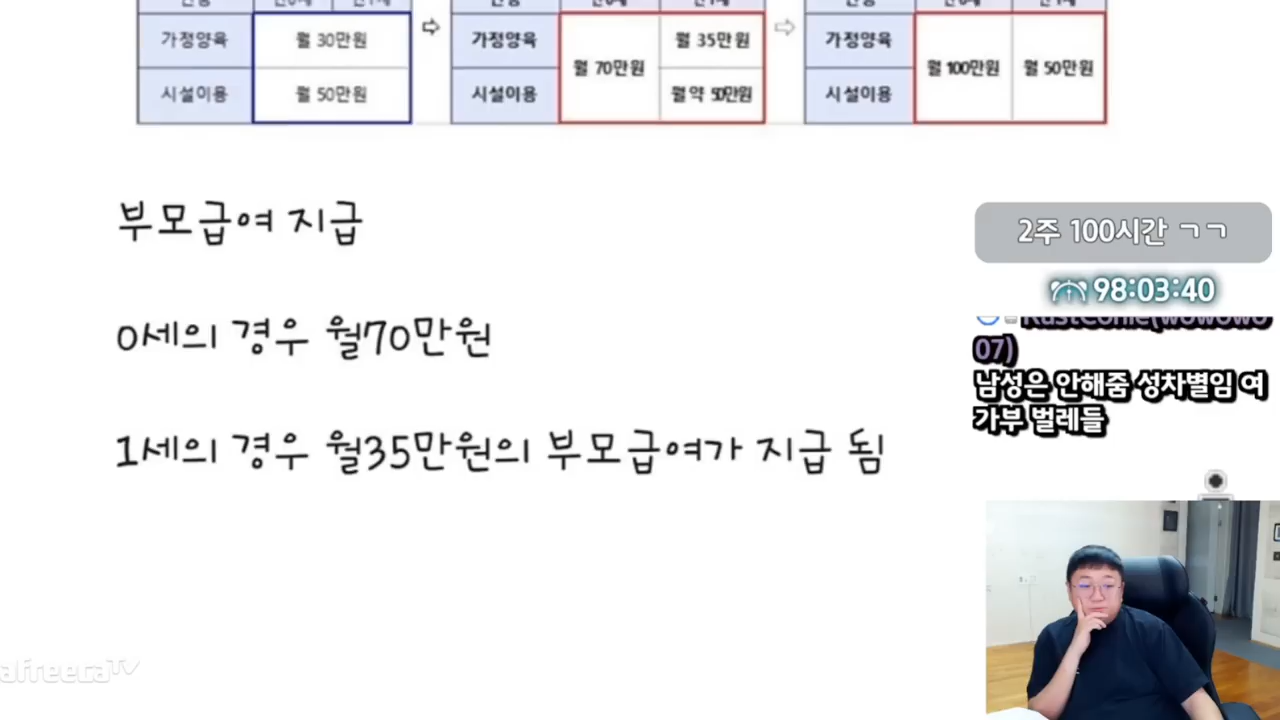 가정양육
월 30만원
시설이용
월 50만원
가정양육
월 70만원
월 35만원
시설이용
월 약 50만원
가정양육
월 100만원
월 50만원
시설이용
부모급여 지급
0세의 경우 월70만원
1세의 경우 월35만원의 부모급여가 지급 됨
2주 100시간 ㄱㄱ
98:03:40
07)
남성은 안해줌 성차별임 여
가부 벌레들
afreecaTV